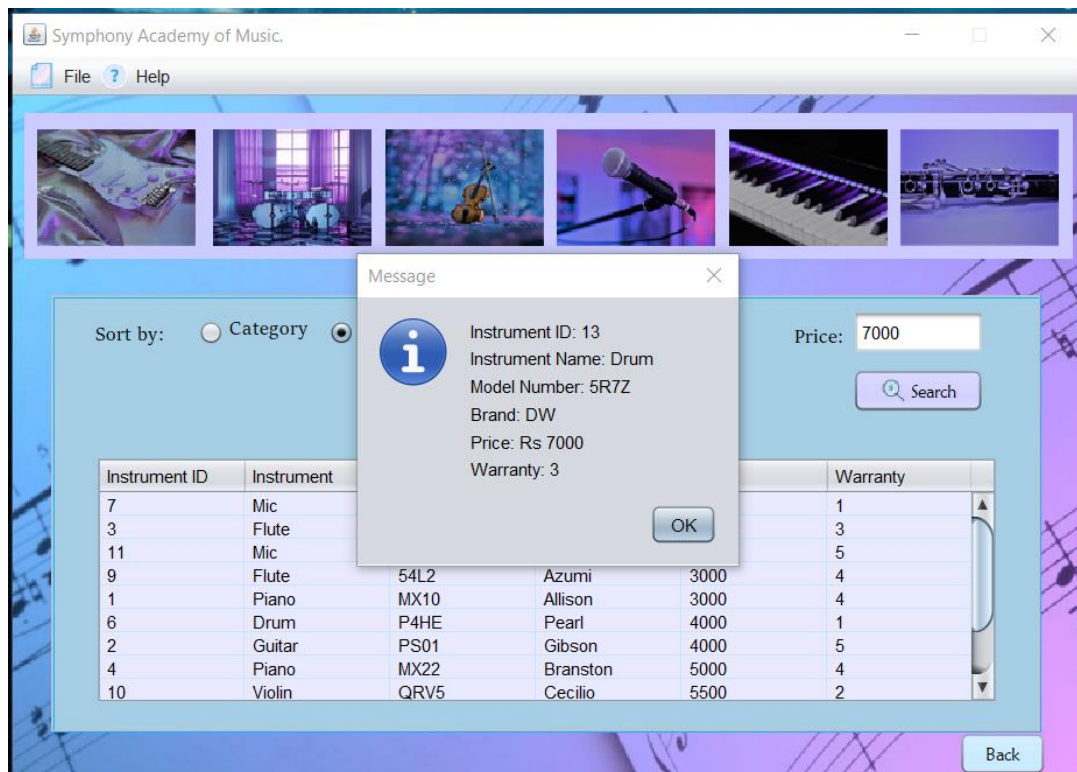 Symphony Academy of Music.
File ? Help
Message
Sort by: Category Price: 7000
Instrument ID: 13
Instrument Name: Drum
Model Number: 5R7Z
Brand: DW
Price: Rs 7000
Warranty: 3
Search
OK
Instrument ID Instrument Warranty
7 Mic 1
3 Flute 3
11 Mic 5
9 Flute 54L2 Azumi 3000 4
1 Piano MX10 Allison 3000 4
6 Drum P4HE Pearl 4000 1
2 Guitar PS01 Gibson 4000 5
4 Piano MX22 Branston 5000 4
10 Violin QRV5 Cecilio 5500 2
Back